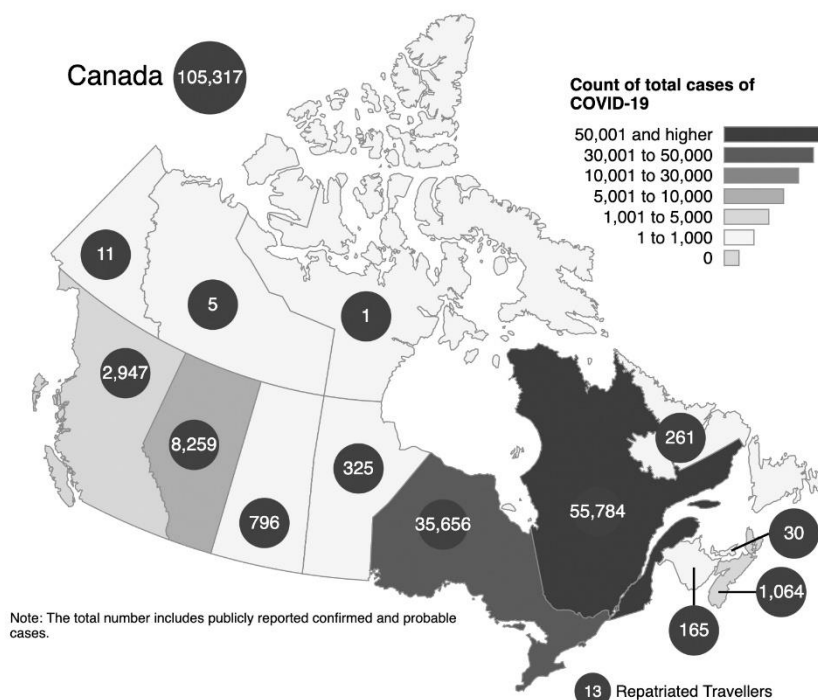 Canada 105,317
Count of total cases of
COVID-19
50,001 and higher
30,001 to 50,000
10,001 to 30,000
5,001 to 10,000
1,001 to 5,000
1 to 1,000
0
11
5
1
2,947
8,259
796
325
35,656
55,784
261
30
1,064
165
Note: The total number includes publicly reported confirmed and probable
cases.
13 Repatriated Travellers